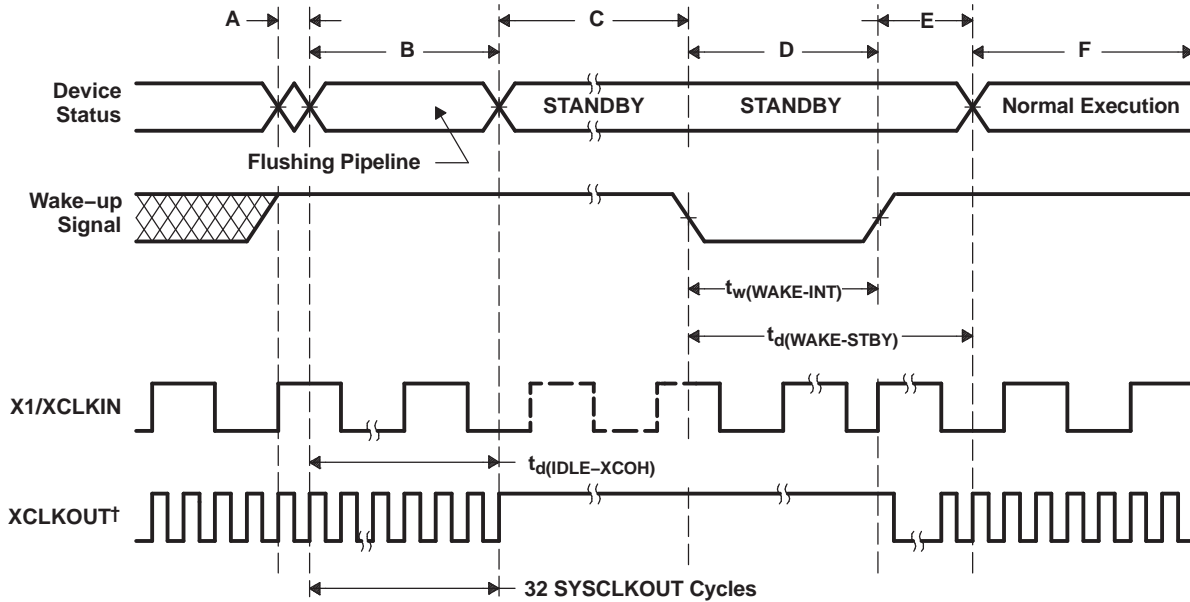 A
B
C
D
E
F
Device
Status
STANDBY
STANDBY
Normal Execution
Flushing Pipeline
Wake−up
Signal
tw(WAKE-INT)
td(WAKE-STBY)
X1/XCLKIN
td(IDLE−XCOH)
XCLKOUT†
32 SYSCLKOUT Cycles